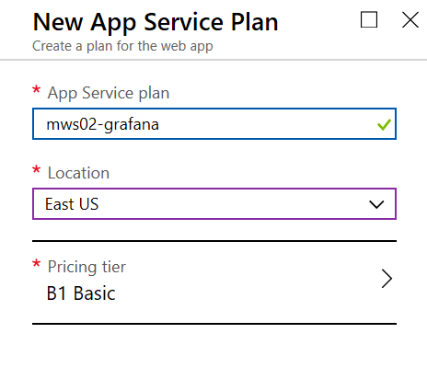 New App Service Plan
Create a plan for the web app
* App Service plan
mws02-grafana
* Location
East US
* Pricing tier
B1 Basic